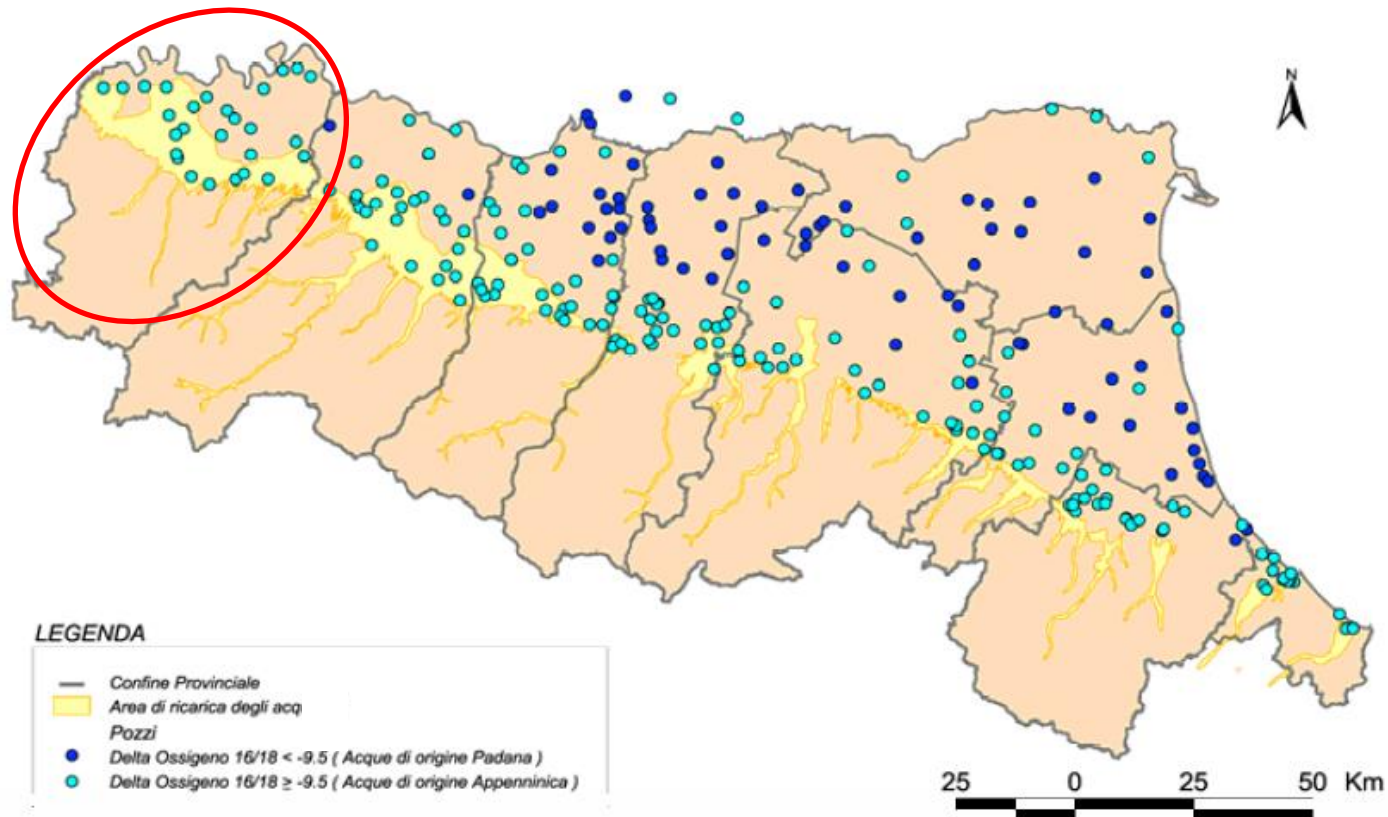 N
LEGENDA
Confine Provinciale
Area di ricarica degli acq
Pozzi
Delta Ossigeno 16/18 < -9.5 ( Acque di origine Padana )
Delta Ossigeno 16/18 ≥ -9.5 ( Acque di origine Appenninica )
25 0 25 50 Km